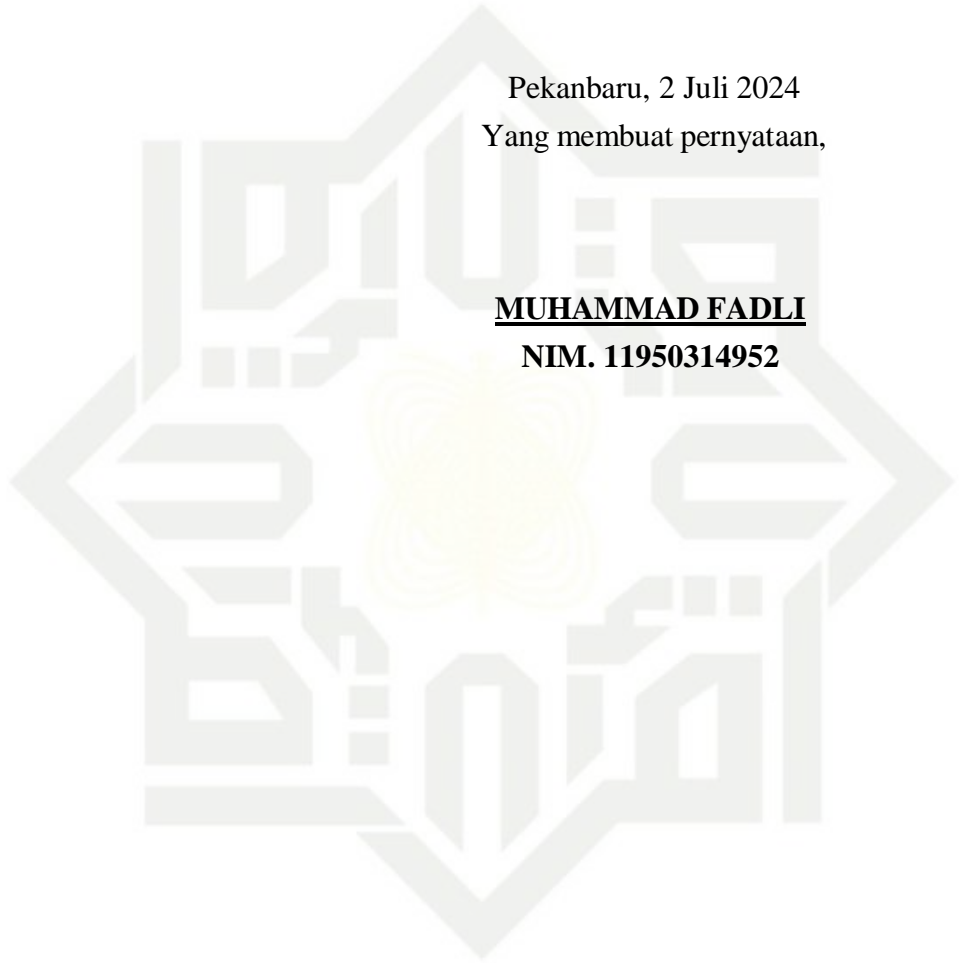 Pekanbaru, 2 Juli 2024
Yang membuat pernyataan,
MUHAMMAD FADLI
NIM. 11950314952